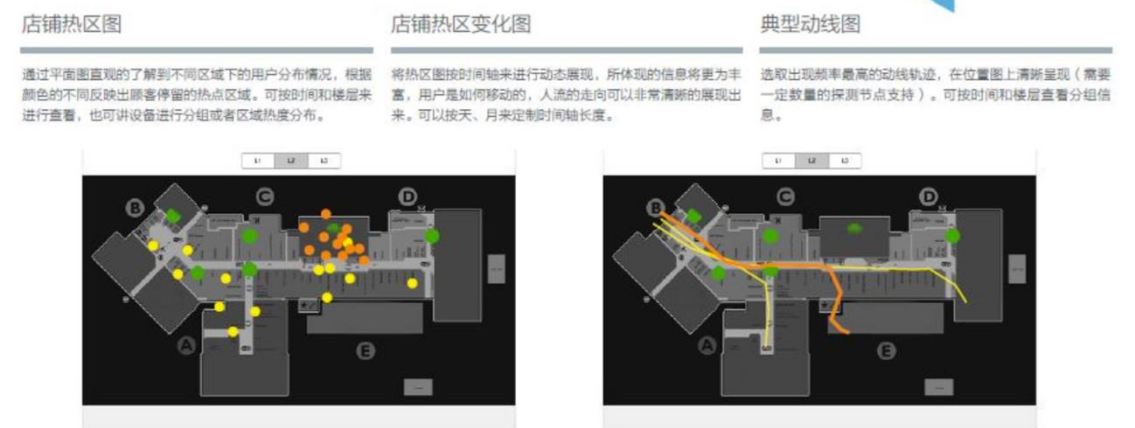 店铺热区图
通过平面图直观的了解到不同区域下的用户分布情况，根据
颜色的不同反映出顾客停留的热点区域。可按时间和楼层来
进行查看，也可讲设备进行分组或者区域热度分布。
店铺热区变化图
将热区图按时间轴来进行动态展现，所体现的信息将更为丰
富，用户是如何移动的，人流的走向可以非常清晰的展现出
来。可以按天、月来定制时间轴长度。
典型动线图
选取出现频率最高的动线轨迹，在位置图上清晰呈现（需要
一定数量的探测节点支持）。可按时间和楼层查看分组信
息。
L1 L2 L3
B
C
D
A
E
L1 L2 L3
B
C
D
A
E